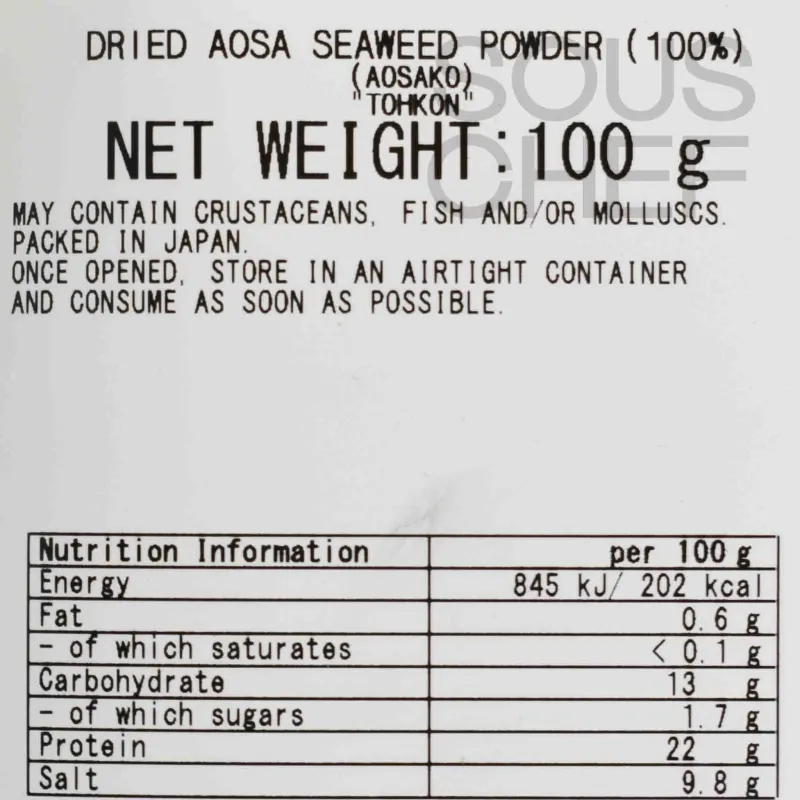 DRIED AOSA SEAWEED POWDER (100%)
(AOSAKO)
"TOHKON"
SOUS
CHEF
NET WEIGHT:100 g
MAY CONTAIN CRUSTACEANS, FISH AND/OR MOLLUSCS.
PACKED IN JAPAN.
ONCE OPENED, STORE IN AN AIRTIGHT CONTAINER
AND CONSUME AS SOON AS POSSIBLE.
Nutrition Information per 100 g
Energy 845 kJ/ 202 kcal
Fat 0.6 g
- of which saturates < 0.1 g
Carbohydrate 13 g
- of which sugars 1.7 g
Protein 22 g
Salt 9.8 g